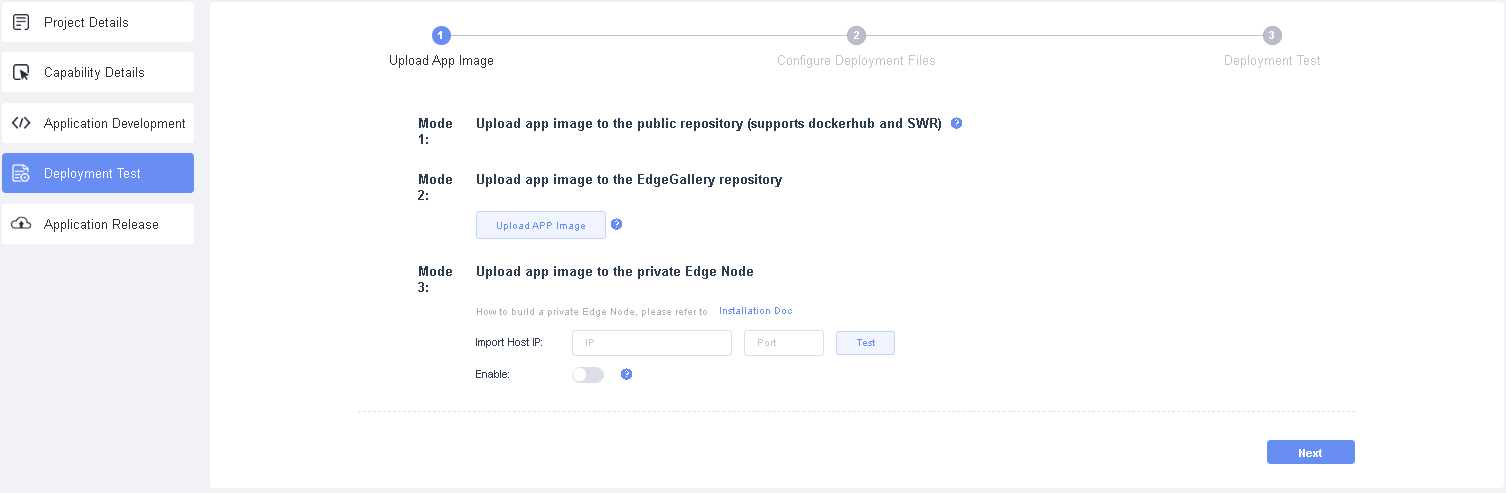 Project Details
Capability Details
Application Development
Deployment Test
Application Release
1 2 3
Upload App Image Configure Deployment Files Deployment Test
Mode 1: Upload app image to the public repository (supports dockerhub and SWR) ?
Mode 2: Upload app image to the EdgeGallery repository
Upload APP Image ?
Mode 3: Upload app image to the private Edge Node
How to build a private Edge Node, please refer to Installation Doc
Import Host IP: IP Port Test
Enable: ?
Next